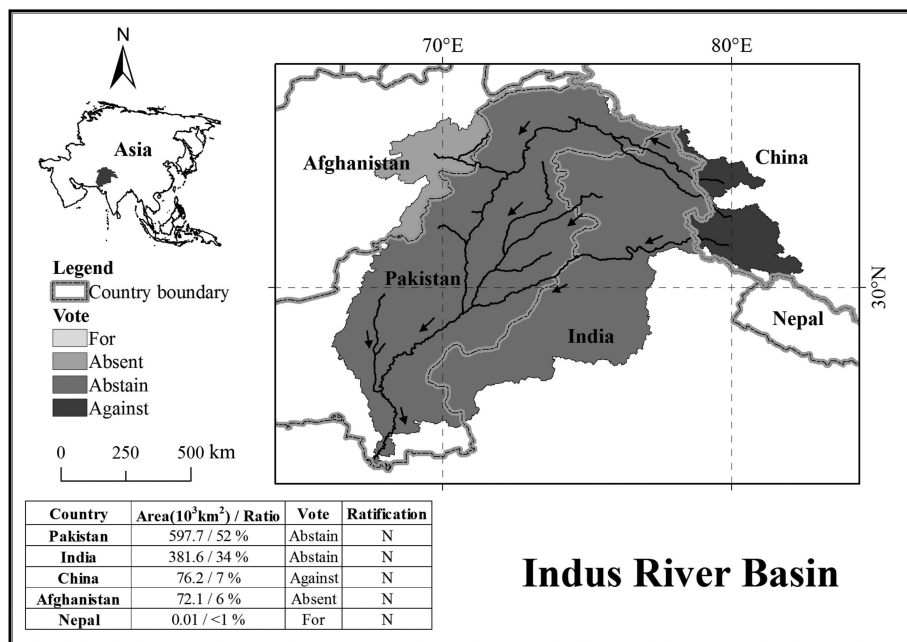 N
70°E
80°E
Asia
Afghanistan
China
Legend
Country boundary
Vote
For
Absent
Abstain
Against
Pakistan
30°N
Nepal
India
0 250 500 km
Country Area(10³km²) / Ratio Vote Ratification
Pakistan 597.7 / 52 % Abstain N
India 381.6 / 34 % Abstain N
China 76.2 / 7 % Against N
Afghanistan 72.1 / 6 % Absent N
Nepal 0.01 / <1 % For N
Indus River Basin